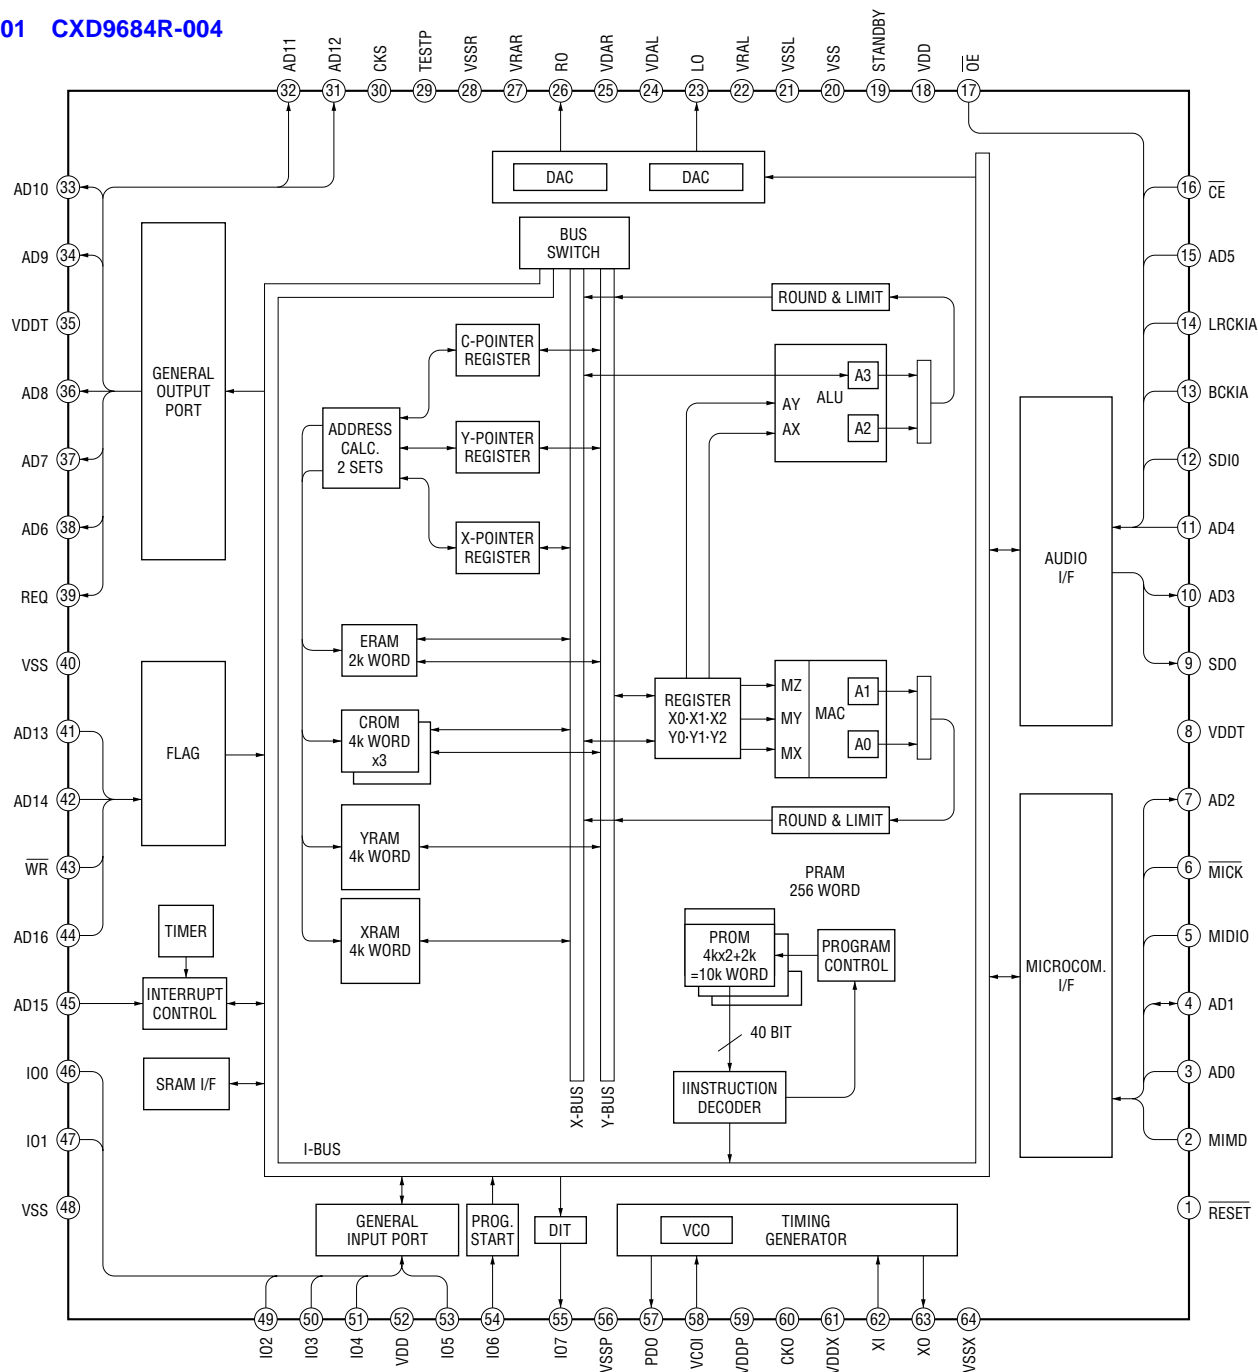 01 CXD9684R-004
AD11
AD12
CKS
TESTP
VSSR
VRAR
RO
VDAR
VDAL
LO
VRAL
VSSL
VSS
STANDBY
VDD
OE
32
31
30
29
28
27
26
25
24
23
22
21
20
19
18
17
AD10 33
AD9 34
VDDT 35
AD8 36
AD7 37
AD6 38
REQ 39
VSS 40
AD13 41
AD14 42
WR 43
AD16 44
AD15 45
IO0 46
IO1 47
VSS 48
GENERAL
OUTPUT
PORT
FLAG
TIMER
INTERRUPT
CONTROL
SRAM I/F
DAC
DAC
BUS
SWITCH
C-POINTER
REGISTER
ADDRESS
CALC.
2 SETS
Y-POINTER
REGISTER
X-POINTER
REGISTER
ERAM
2k WORD
CROM
4k WORD
x3
YRAM
4k WORD
XRAM
4k WORD
X-BUS
Y-BUS
I-BUS
ROUND & LIMIT
A3
ALU
AY
AX
A2
REGISTER
X0·X1·X2
Y0·Y1·Y2
MZ
MY
MX
MAC
A1
A0
ROUND & LIMIT
PRAM
256 WORD
PROM
4kx2+2k
=10k WORD
PROGRAM
CONTROL
40 BIT
IINSTRUCTION
DECODER
AUDIO
I/F
MICROCOM.
I/F
16 CE
15 AD5
14 LRCKIA
13 BCKIA
12 SDI0
11 AD4
10 AD3
9 SDO
8 VDDT
7 AD2
6 MICK
5 MIDIO
4 AD1
3 AD0
2 MIMD
1 RESET
GENERAL
INPUT PORT
PROG.
START
DIT
VCO
TIMING
GENERATOR
49
50
51
52
53
54
55
56
57
58
59
60
61
62
63
64
IO2
IO3
IO4
VDD
IO5
IO6
IO7
VSSP
PDO
VCOI
VDDP
CKO
VDDX
XI
XO
VSSX